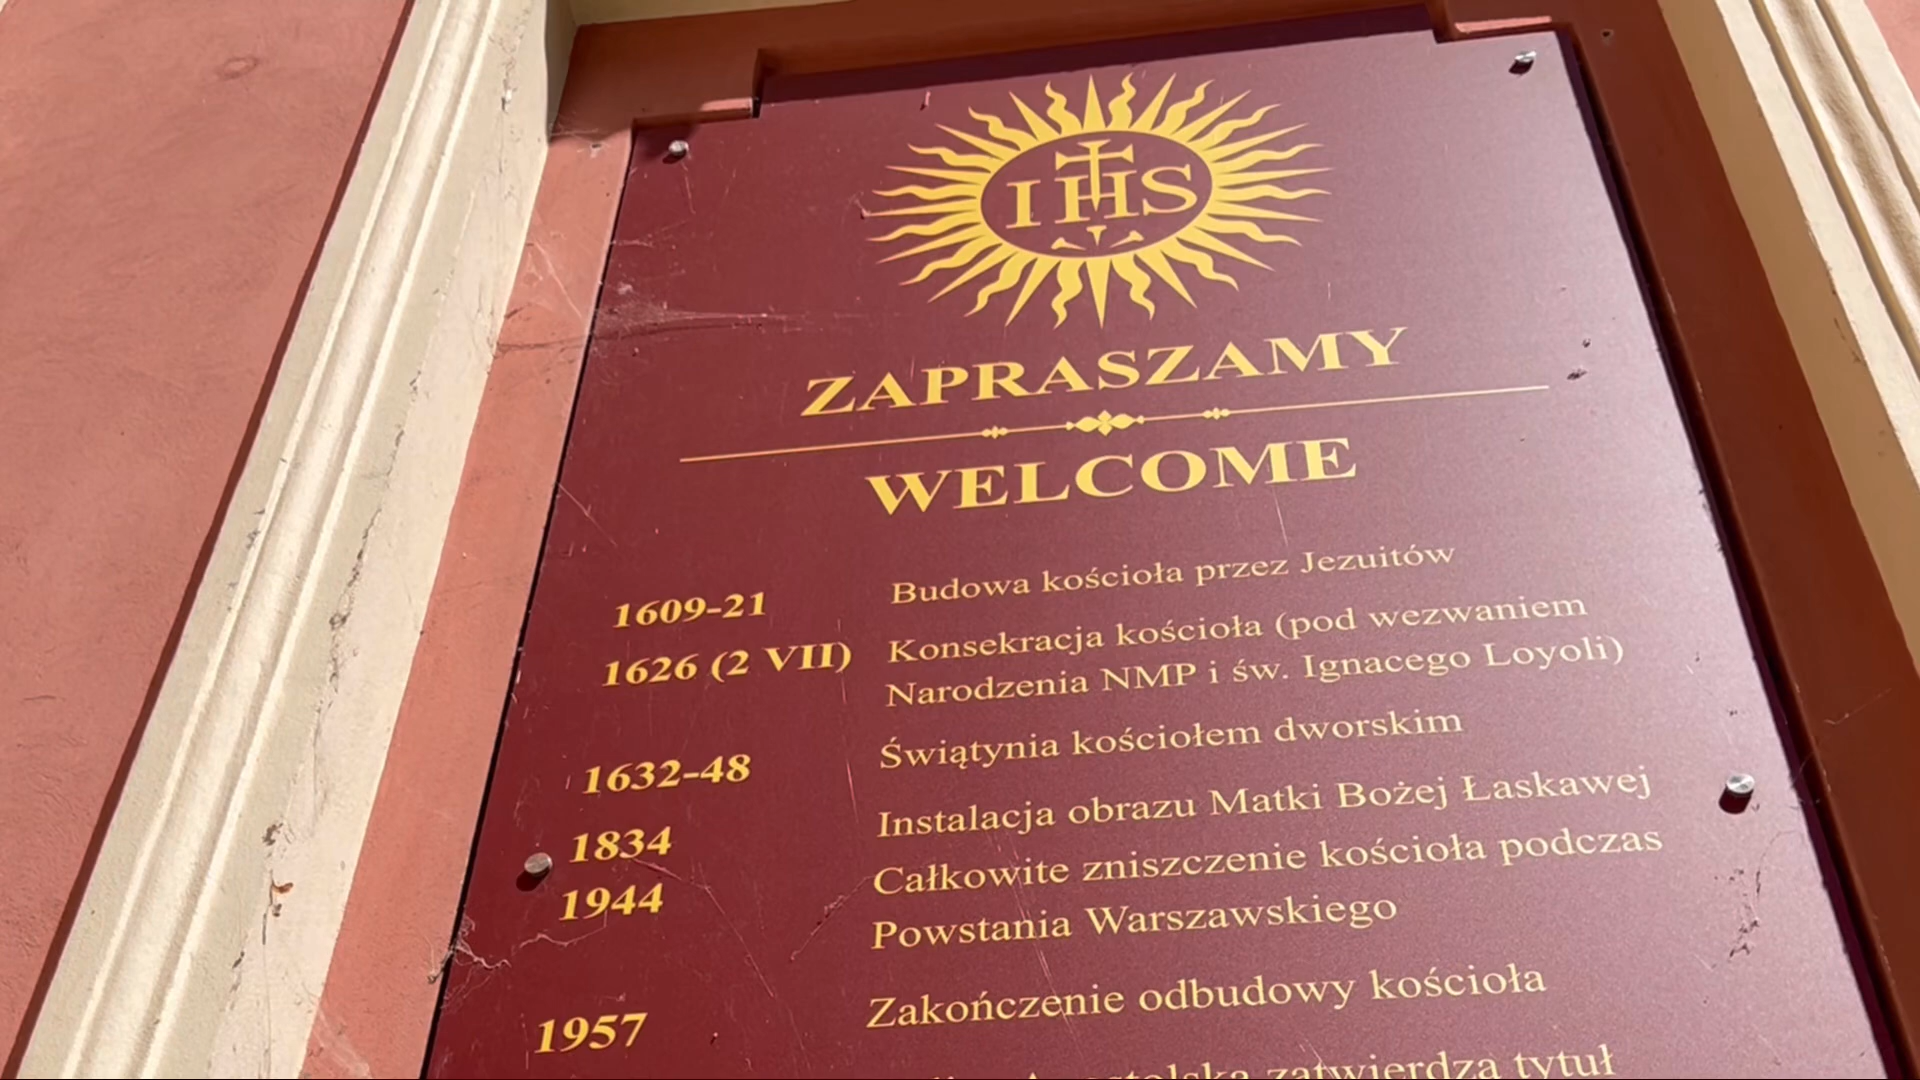 IHS
ZAPRASZAMY
WELCOME
1609-21 Budowa kościoła przez Jezuitów
1626 (2 VII) Konsekracja kościoła (pod wezwaniem
Narodzenia NMP i św. Ignacego Loyoli)
1632-48 Świątynia kościołem dworskim
1834 Instalacja obrazu Matki Bożej Łaskawej
1944 Całkowite zniszczenie kościoła podczas
Powstania Warszawskiego
1957 Zakończenie odbudowy kościoła
zatwierdza tytuł